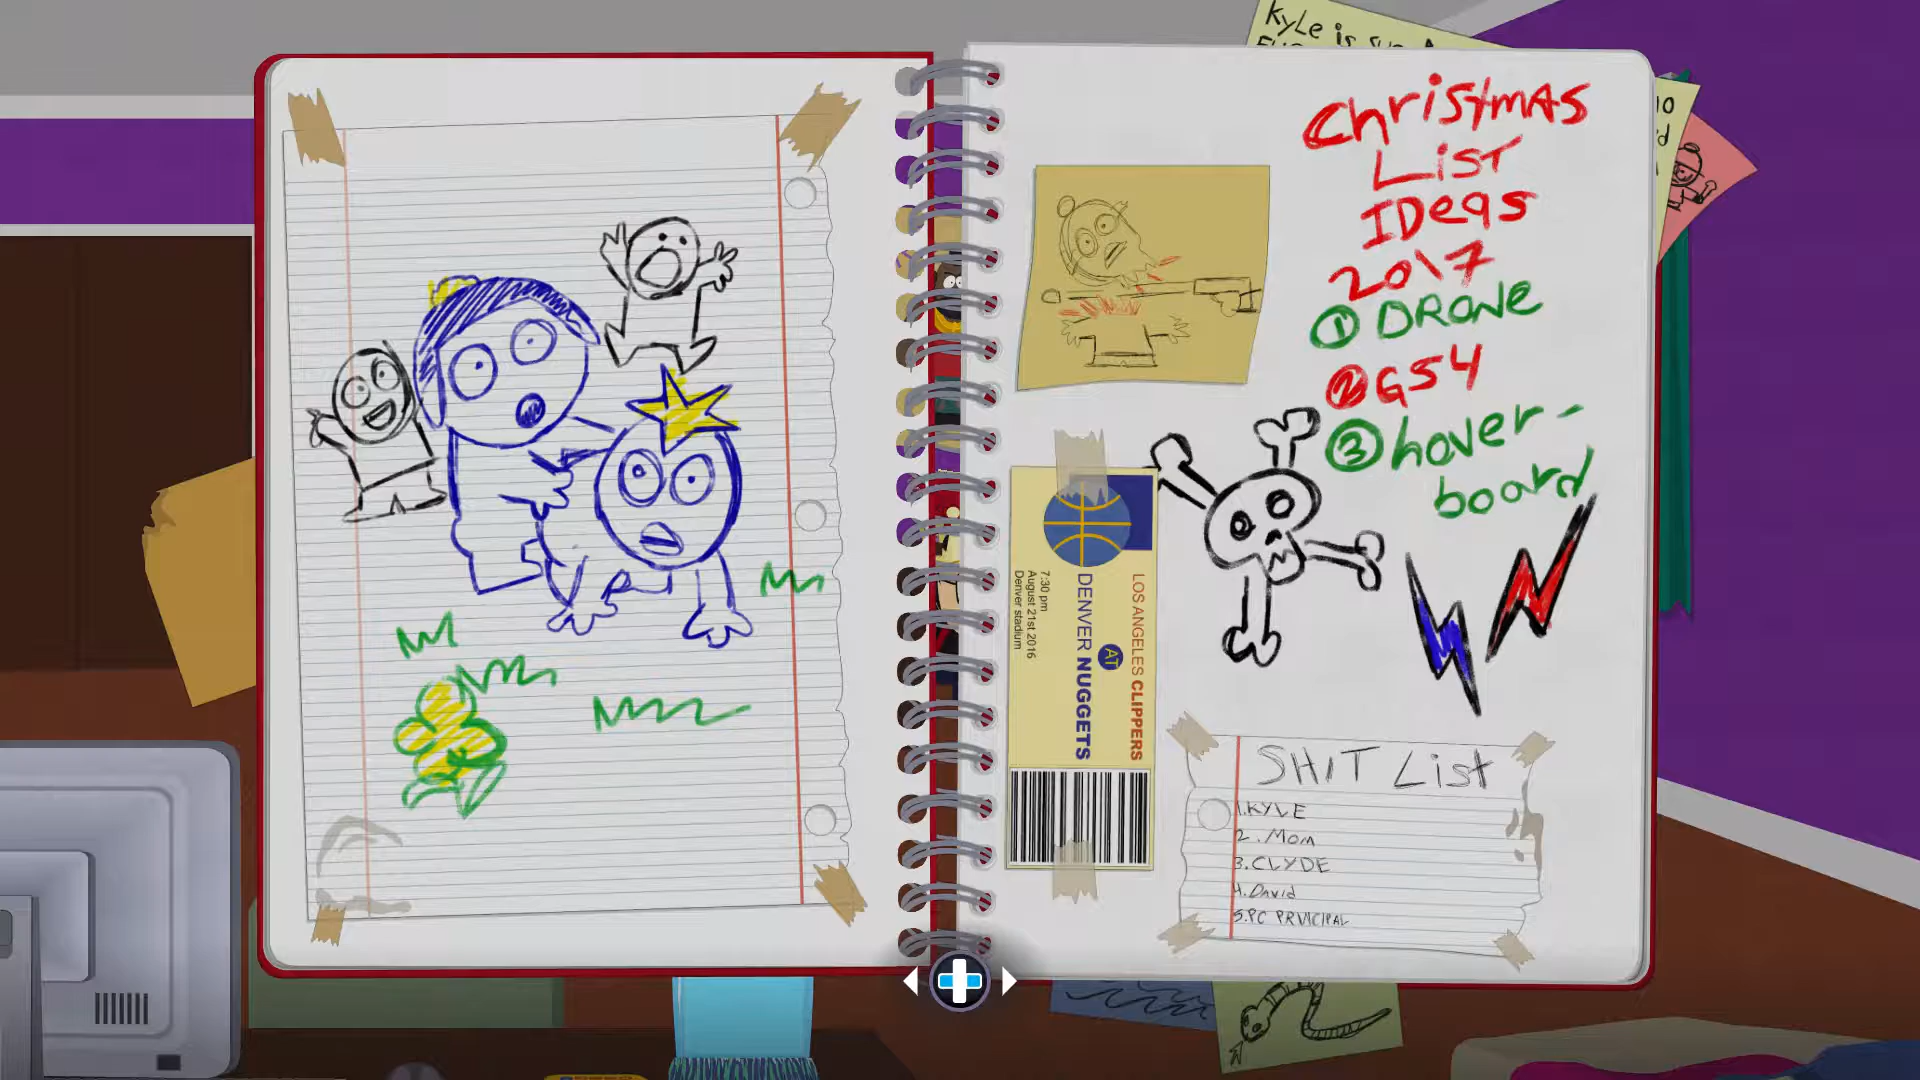 KyLe is
Christmas
List
IDeas
2017
① DRONE
② GS4
③ hover-
board
LOS ANGELES CLIPPERS
AT
DENVER NUGGETS
7:30 pm
August 21st 2016
Denver stadium
SHIT List
1. KYLE
2. Mom
3. CLYDE
4. David
5. PC PRVICIPAL